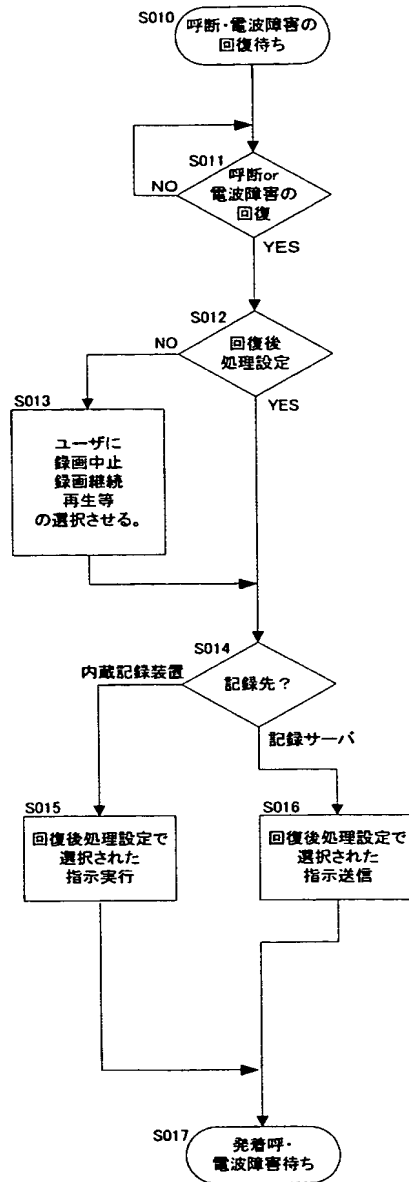 S010
呼断・電波障害の
回復待ち
S011
呼断or
電波障害の
回復
NO
YES
S012
回復後
処理設定
NO
YES
S013
ユーザに
録画中止
録画継続
再生等
の選択させる。
S014
記録先?
内蔵記録装置
記録サーバ
S015
回復後処理設定で
選択された
指示実行
S016
回復後処理設定で
選択された
指示送信
S017
発着呼・
電波障害待ち